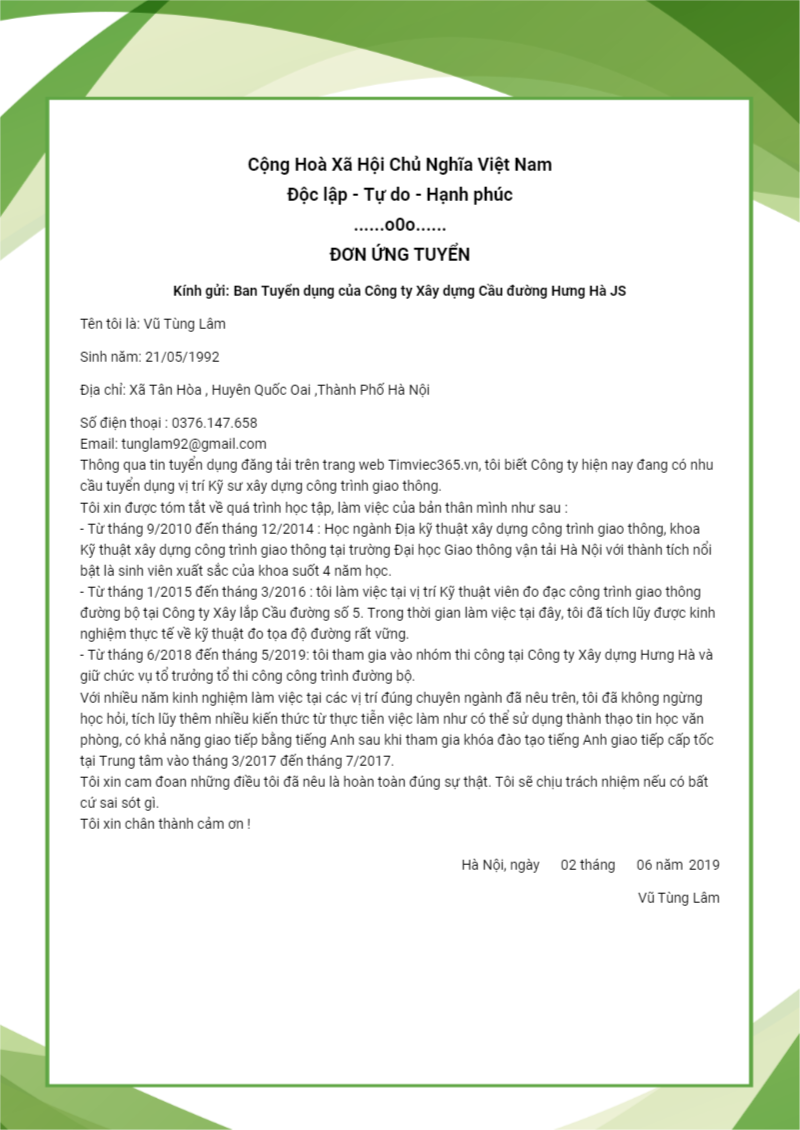 Cộng Hoà Xã Hội Chủ Nghĩa Việt Nam
Độc lập - Tự do - Hạnh phúc
......o0o......
ĐƠN ỨNG TUYỂN
Kính gửi: Ban Tuyển dụng của Công ty Xây dựng Cầu đường Hưng Hà JS
Tên tôi là: Vũ Tùng Lâm
Sinh năm: 21/05/1992
Địa chỉ: Xã Tân Hòa , Huyên Quốc Oai ,Thành Phố Hà Nội
Số điện thoại : 0376.147.658
Email: tunglam92@gmail.com
Thông qua tin tuyển dụng đăng tải trên trang web Timviec365.vn, tôi biết Công ty hiện nay đang có nhu
cầu tuyển dụng vị trí Kỹ sư xây dựng công trình giao thông.
Tôi xin được tóm tắt về quá trình học tập, làm việc của bản thân mình như sau :
- Từ tháng 9/2010 đến tháng 12/2014 : Học ngành Địa kỹ thuật xây dựng công trình giao thông, khoa
Kỹ thuật xây dựng công trình giao thông tại trường Đại học Giao thông vận tải Hà Nội với thành tích nổi
bật là sinh viên xuất sắc của khoa suốt 4 năm học.
- Từ tháng 1/2015 đến tháng 3/2016 : tôi làm việc tại vị trí Kỹ thuật viên đo đạc công trình giao thông
đường bộ tại Công ty Xây lắp Cầu đường số 5. Trong thời gian làm việc tại đây, tôi đã tích lũy được kinh
nghiệm thực tế về kỹ thuật đo tọa độ đường rất vững.
- Từ tháng 6/2018 đến tháng 5/2019: tôi tham gia vào nhóm thi công tại Công ty Xây dựng Hưng Hà và
giữ chức vụ tổ trưởng tổ thi công công trình đường bộ.
Với nhiều năm kinh nghiệm làm việc tại các vị trí đúng chuyên ngành đã nêu trên, tôi đã không ngừng
học hỏi, tích lũy thêm nhiều kiến thức từ thực tiễn việc làm như có thể sử dụng thành thạo tin học văn
phòng, có khả năng giao tiếp bằng tiếng Anh sau khi tham gia khóa đào tạo tiếng Anh giao tiếp cấp tốc
tại Trung tâm vào tháng 3/2017 đến tháng 7/2017.
Tôi xin cam đoan những điều tôi đã nêu là hoàn toàn đúng sự thật. Tôi sẽ chịu trách nhiệm nếu có bất
cứ sai sót gì.
Tôi xin chân thành cảm ơn !
Hà Nội, ngày 02 tháng 06 năm 2019
Vũ Tùng Lâm